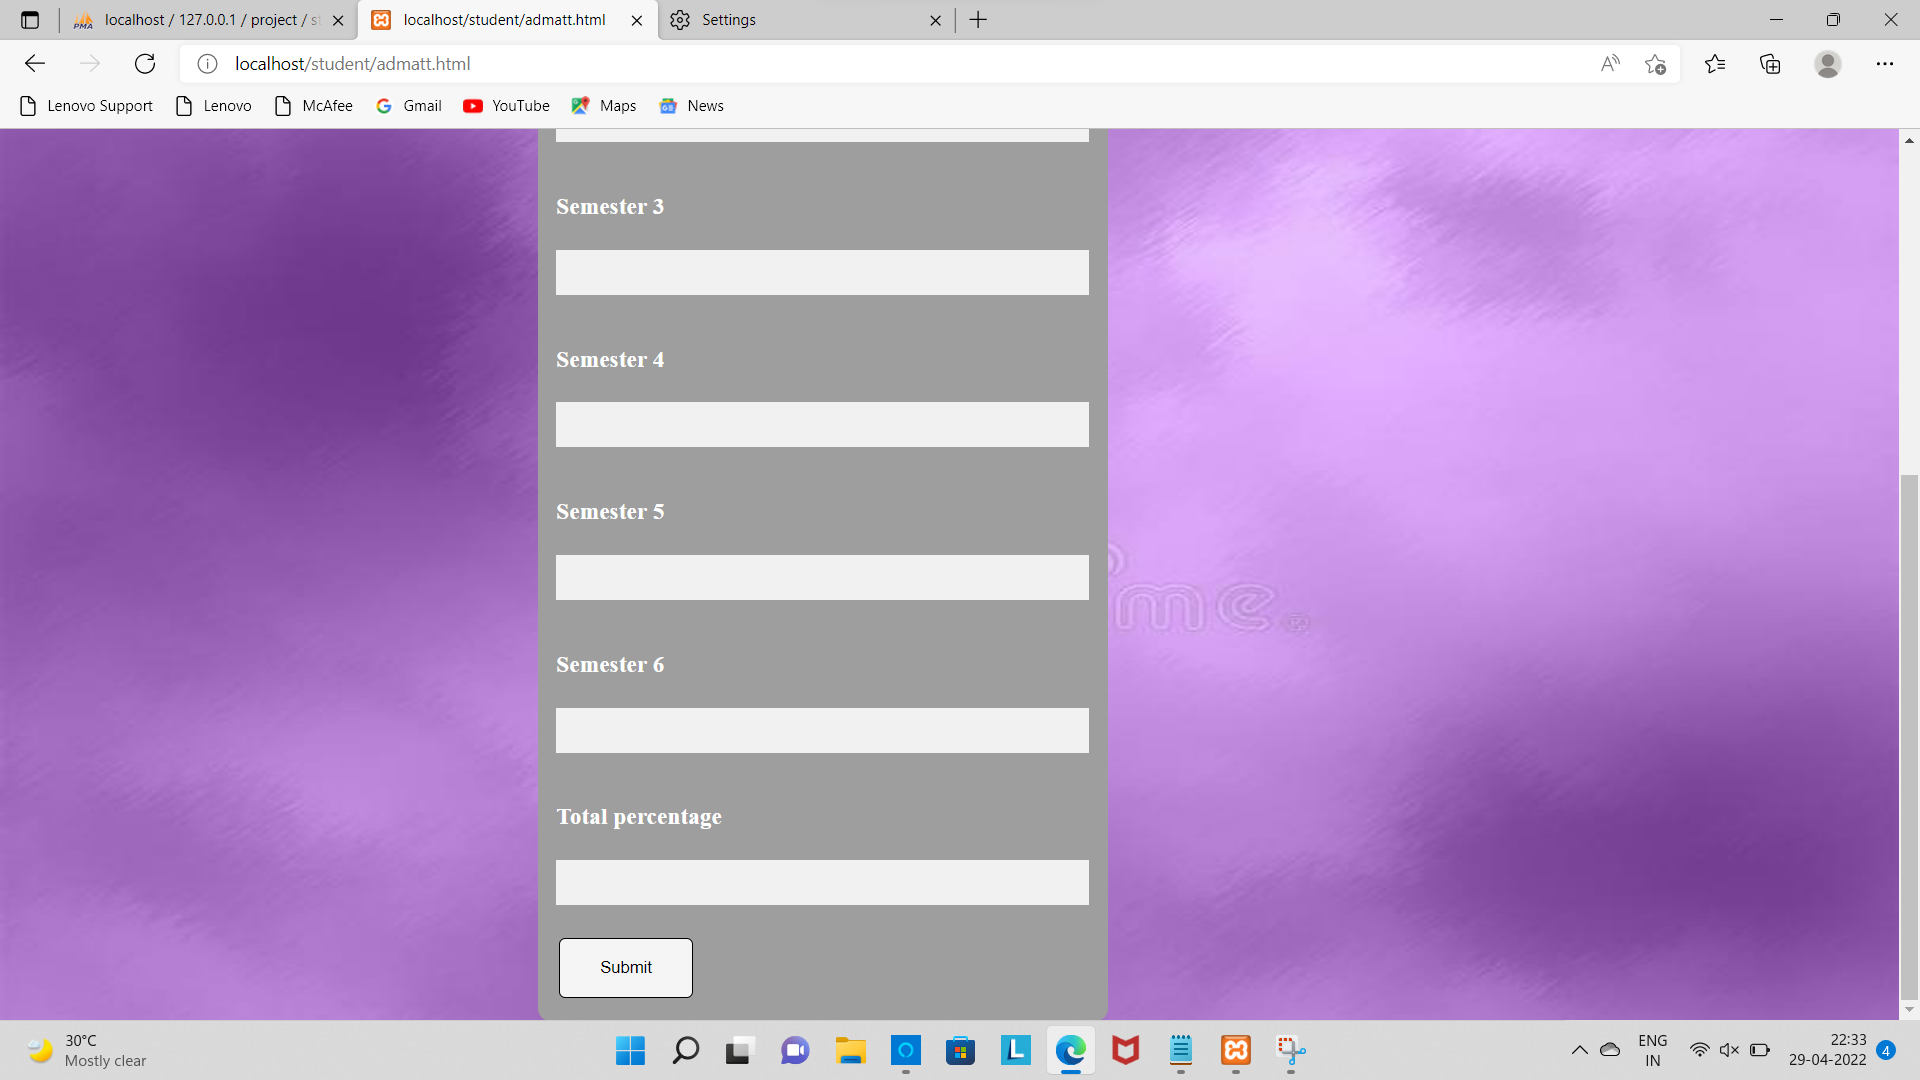 PMA
localhost / 127.0.0.1 / project / s
localhost/student/admatt.html
Settings
localhost/student/admatt.html
Lenovo Support
Lenovo
McAfee
Gmail
YouTube
Maps
News
Semester 3
Semester 4
Semester 5
me
Semester 6
Total percentage
Submit
30°C
Mostly clear
ENG
IN
22:33
29-04-2022
4